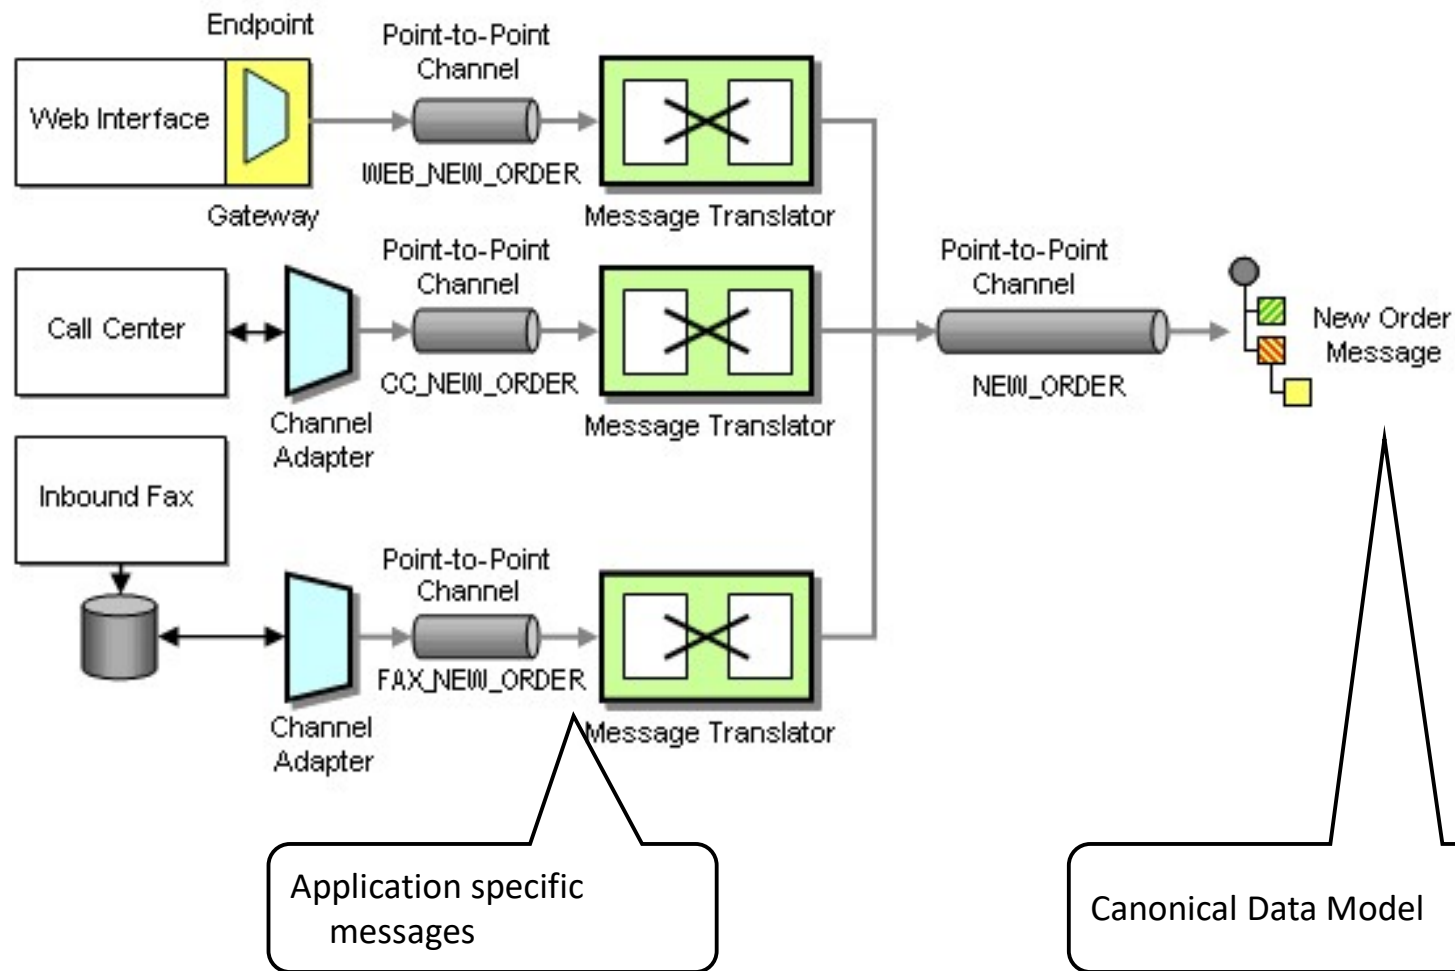 Endpoint
Point-to-Point
Channel
Web Interface
WEB_NEW_ORDER
Gateway
Message Translator
Point-to-Point
Channel
Point-to-Point
Channel
Call Center
New Order
Message
CC_NEW_ORDER
NEW_ORDER
Channel
Adapter
Message Translator
Inbound Fax
Point-to-Point
Channel
FAX_NEW_ORDER
Channel
Adapter
Message Translator
Application specific
messages
Canonical Data Model